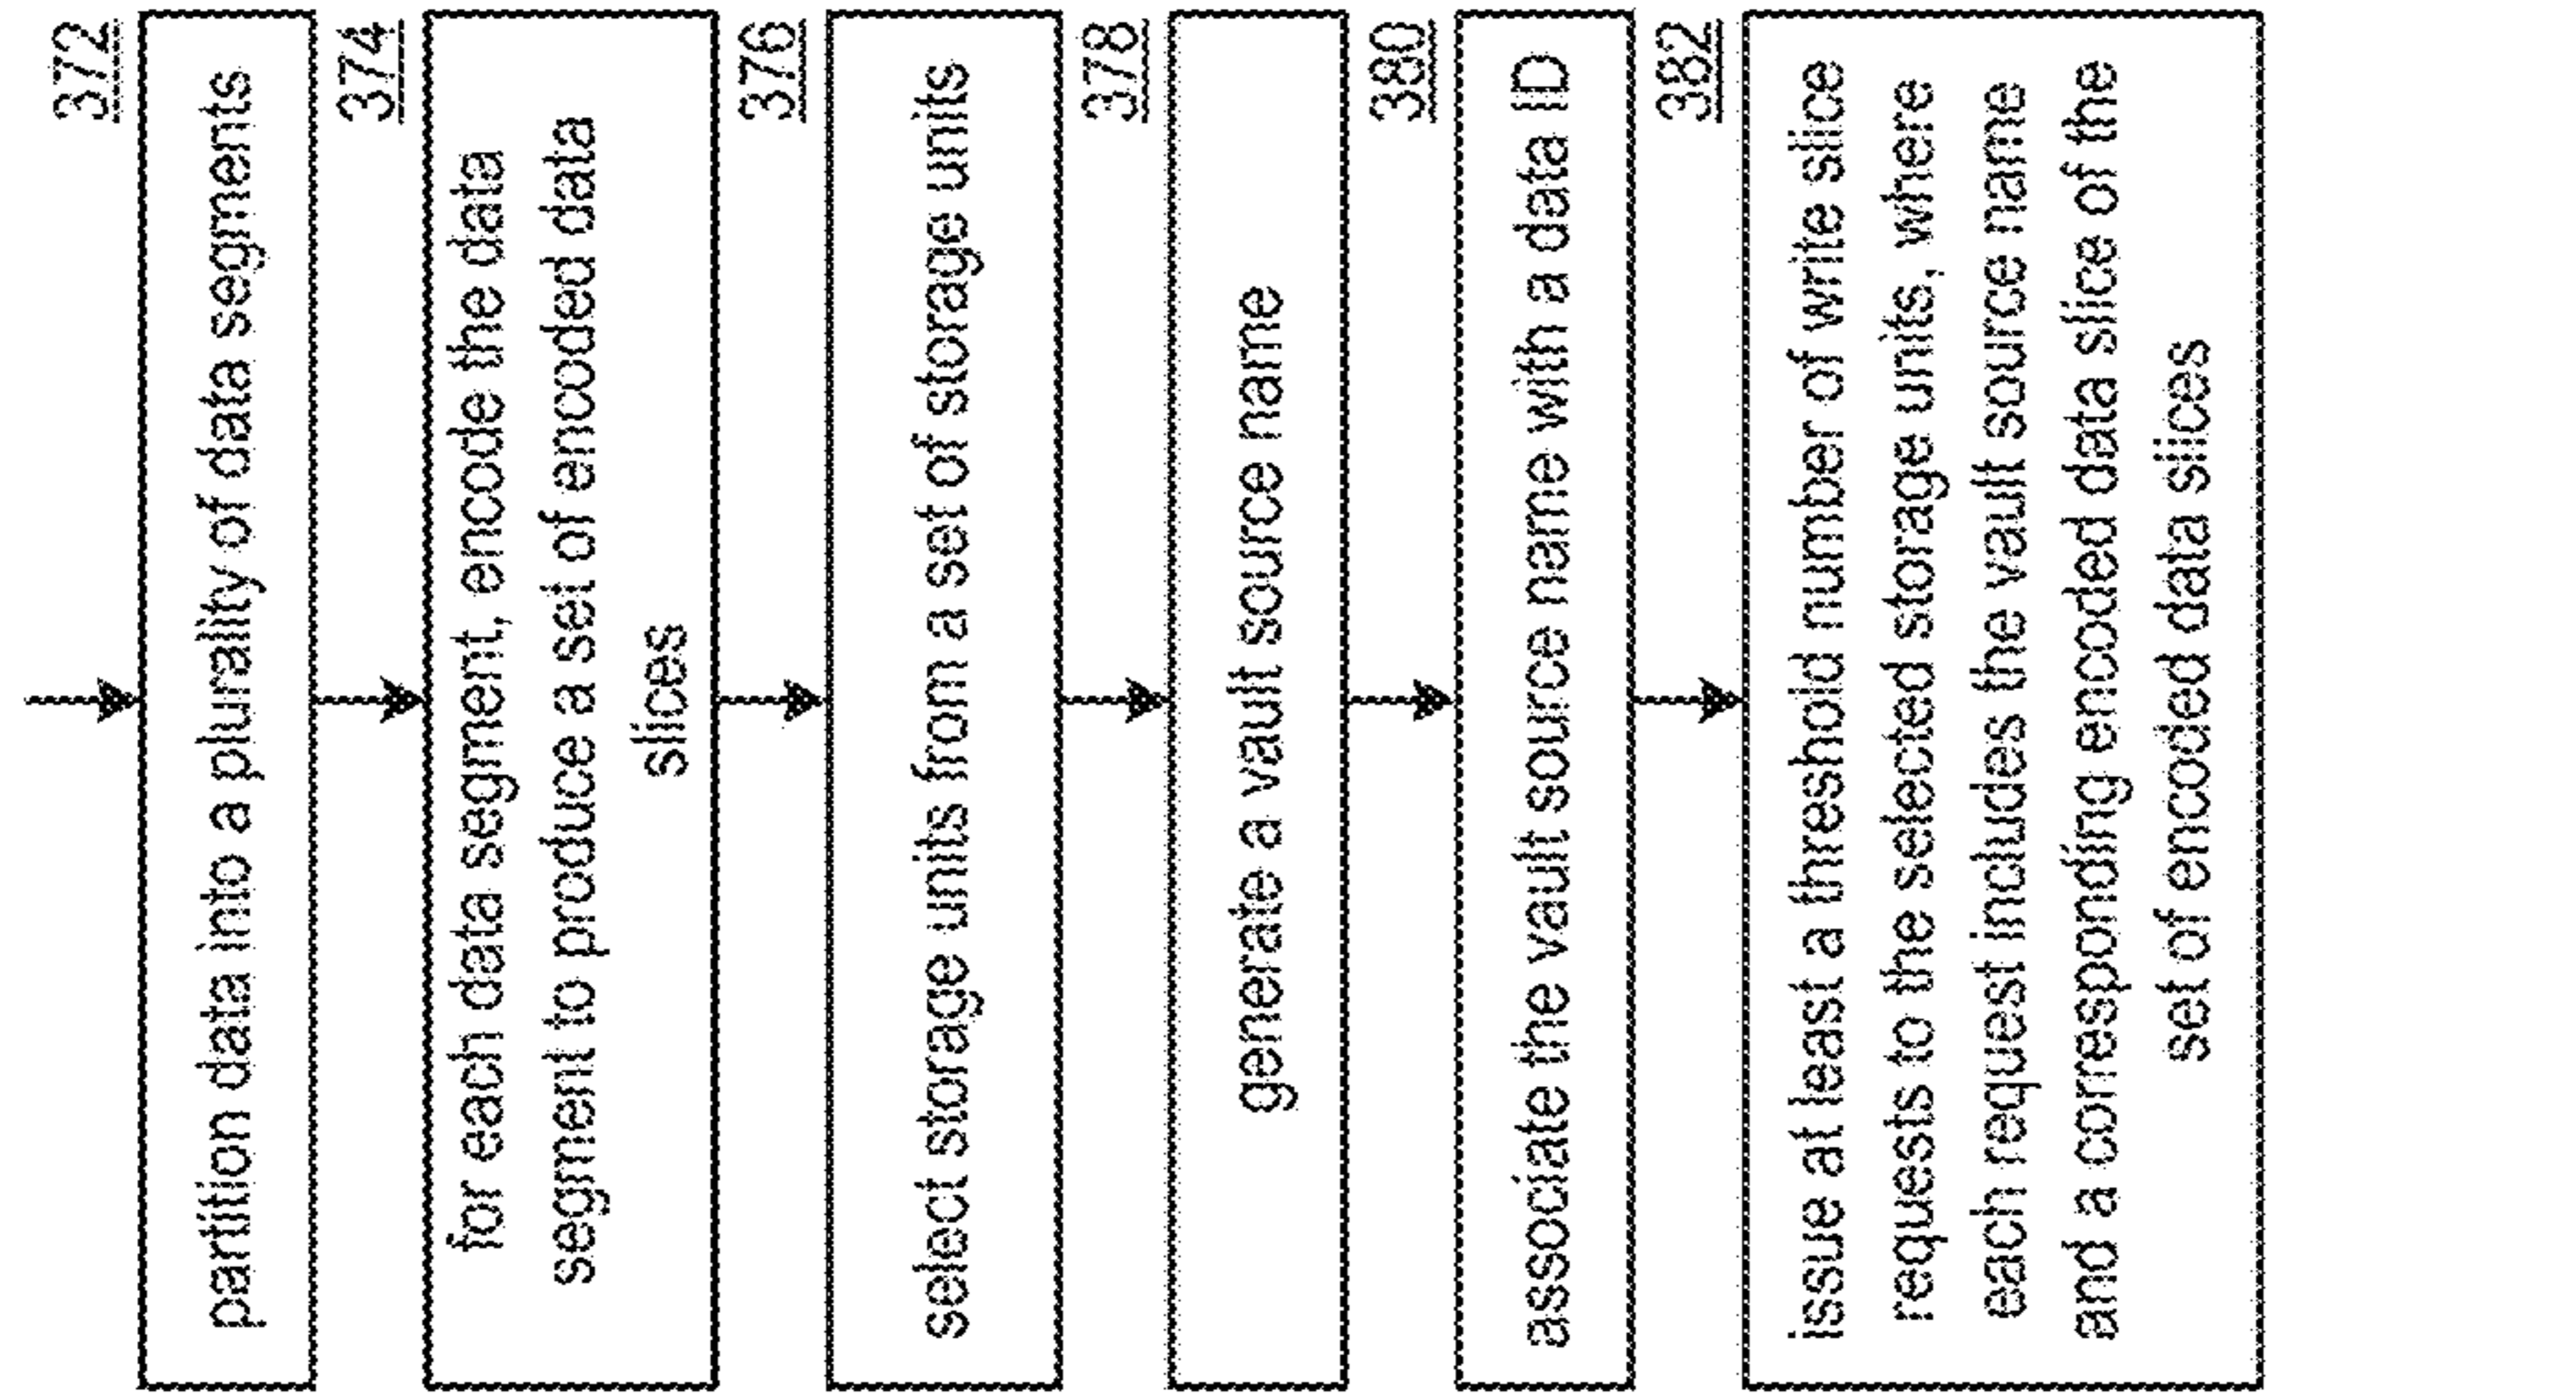 372
partition data into a plurality of data segments
374
for each data segment, encode the data
segment to produce a set of encoded data
slices
376
select storage units from a set of storage units
378
generate a vault source name
380
associate the vault source name with a data ID
382
issue at least a threshold number of write slice
requests to the selected storage units, where
each request includes the vault source name
and a corresponding encoded data slice of the
set of encoded data slices